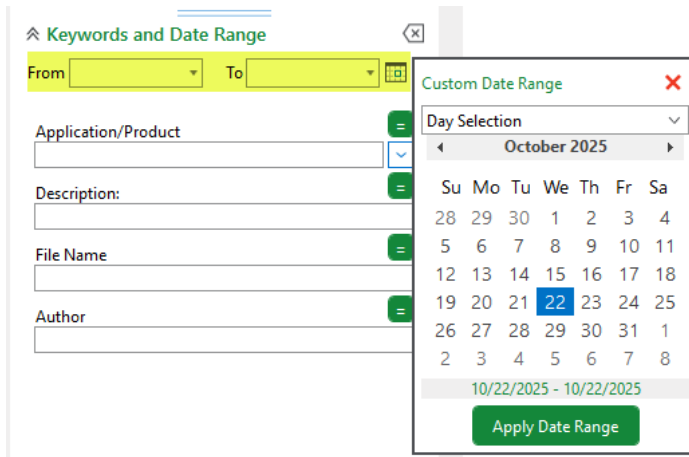 Keywords and Date Range
From To
Application/Product
=
Description:
=
File Name
=
Author
=
Custom Date Range
Day Selection
October 2025
Su Mo Tu We Th Fr Sa
28 29 30 1 2 3 4
5 6 7 8 9 10 11
12 13 14 15 16 17 18
19 20 21 22 23 24 25
26 27 28 29 30 31 1
2 3 4 5 6 7 8
10/22/2025 - 10/22/2025
Apply Date Range